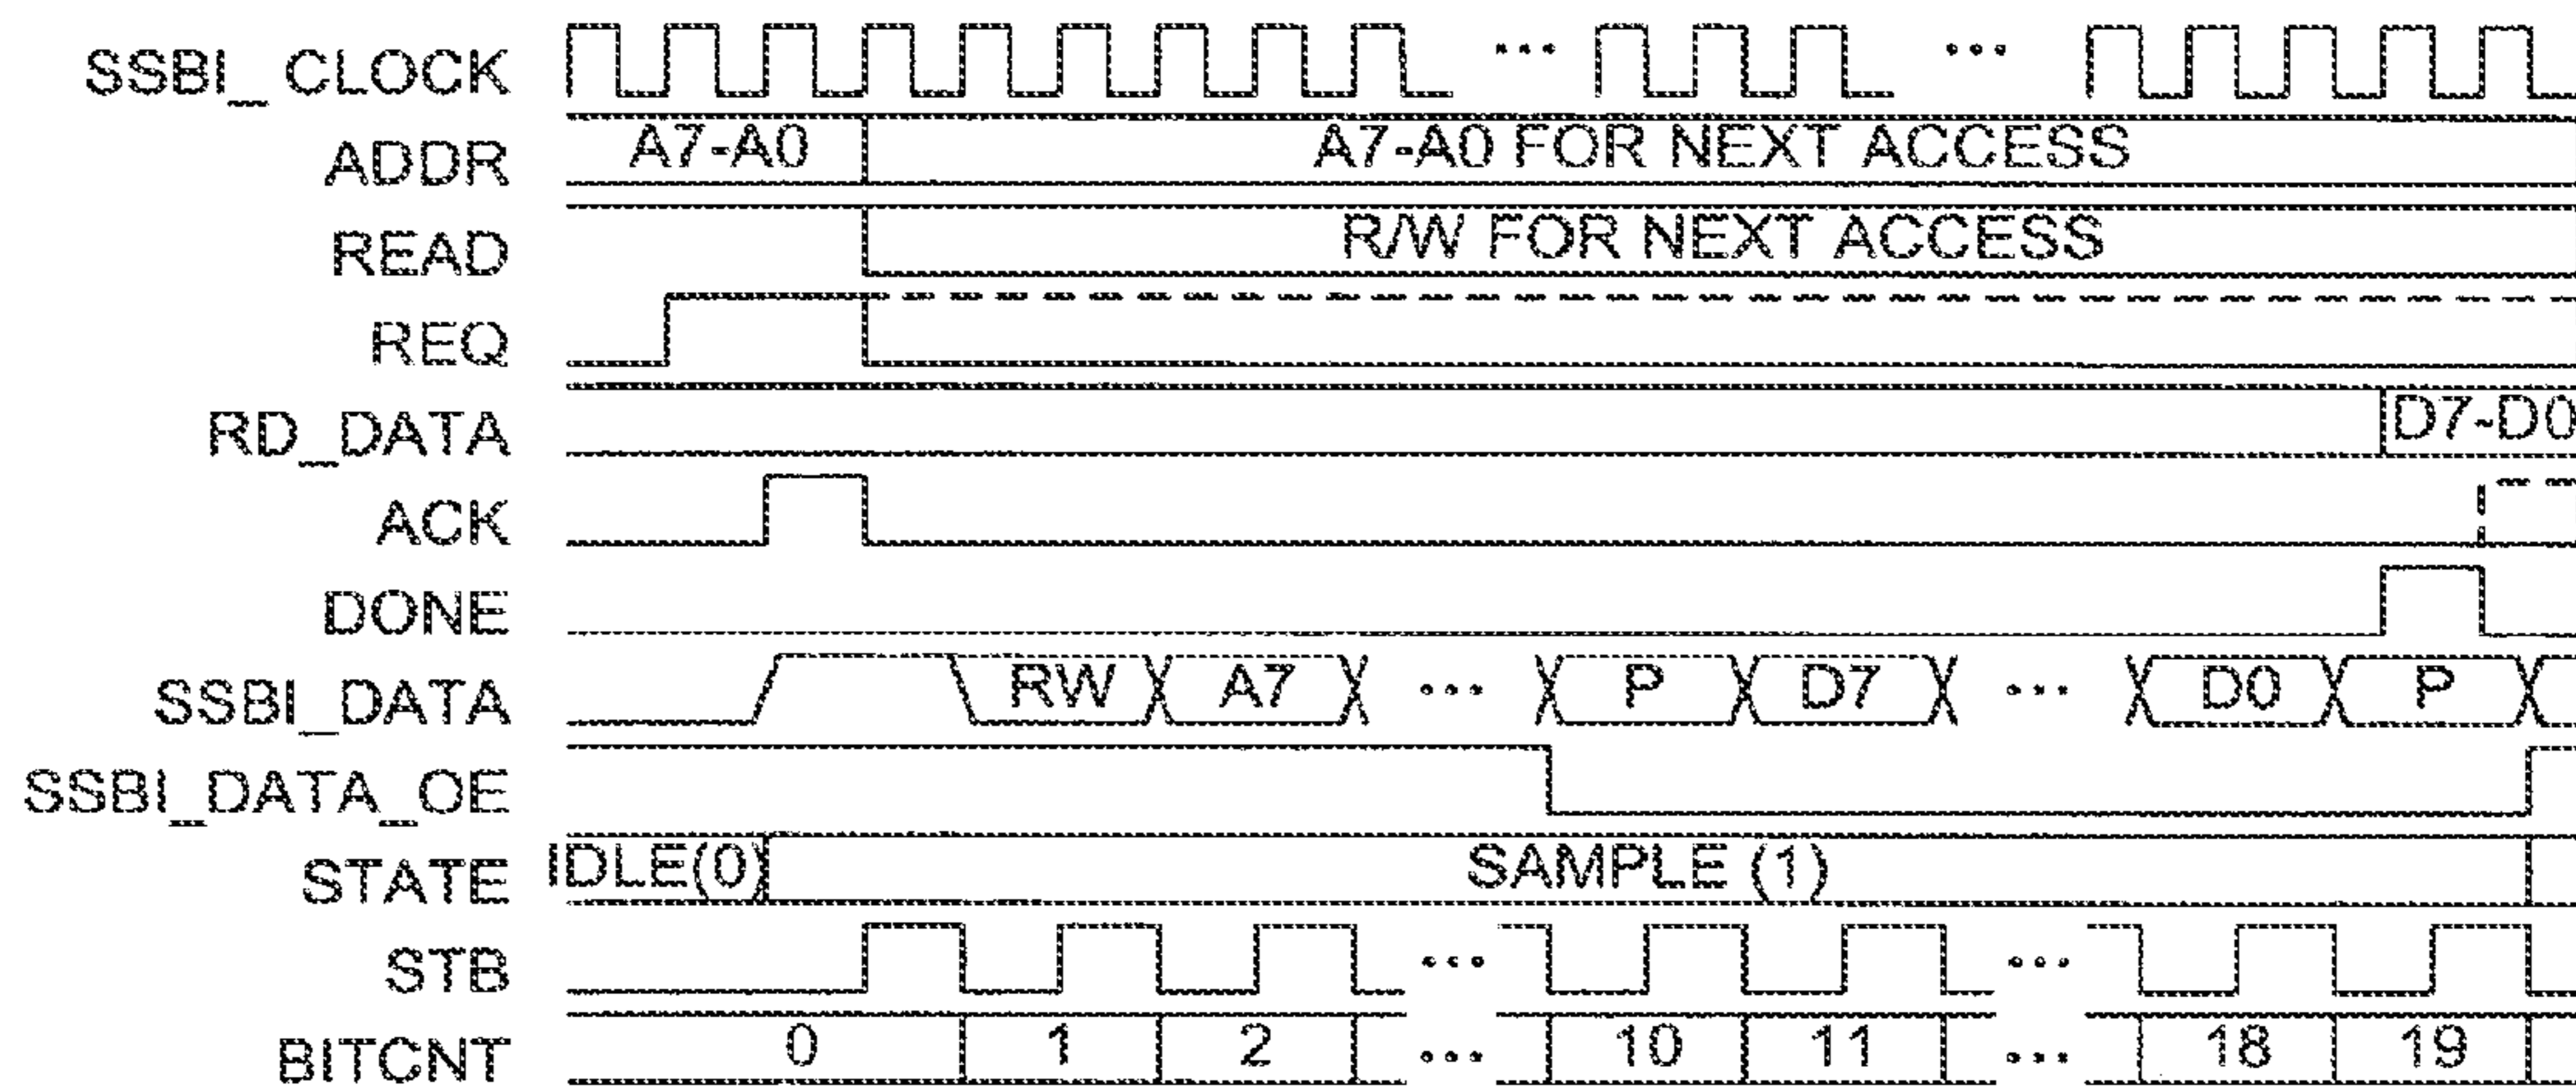 SSBI_ CLOCK ... ...
ADDR A7-A0 A7-A0 FOR NEXT ACCESS
READ R/W FOR NEXT ACCESS
REQ
RD_DATA D7-D0
ACK
DONE
SSBI_DATA RW A7 ... P D7 ... D0 P
SSBI_DATA_OE
STATE IDLE(0) SAMPLE (1)
STB ... ...
BITCNT 0 1 2 ... 10 11 ... 18 19